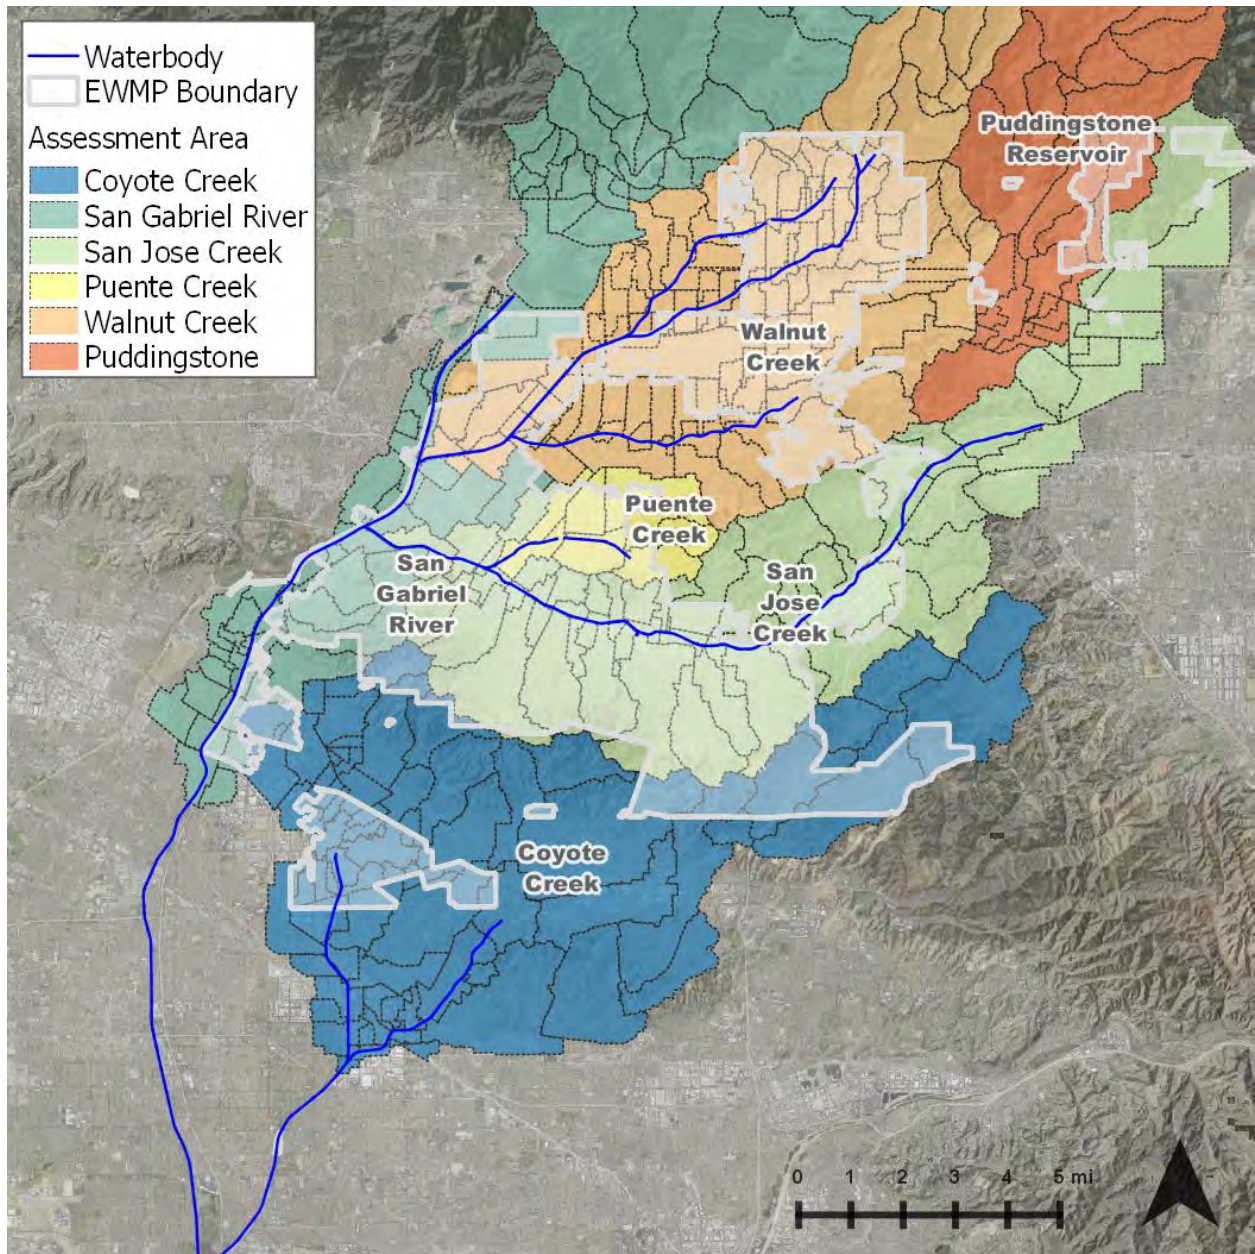 Waterbody
EWMP Boundary
Assessment Area
Coyote Creek
San Gabriel River
San Jose Creek
Puente Creek
Walnut Creek
Puddingstone
Puddingstone
Reservoir
Walnut
Creek
Puente
Creek
San
Gabriel
River
San
Jose
Creek
Coyote
Creek
0 1 2 3 4 5 mi